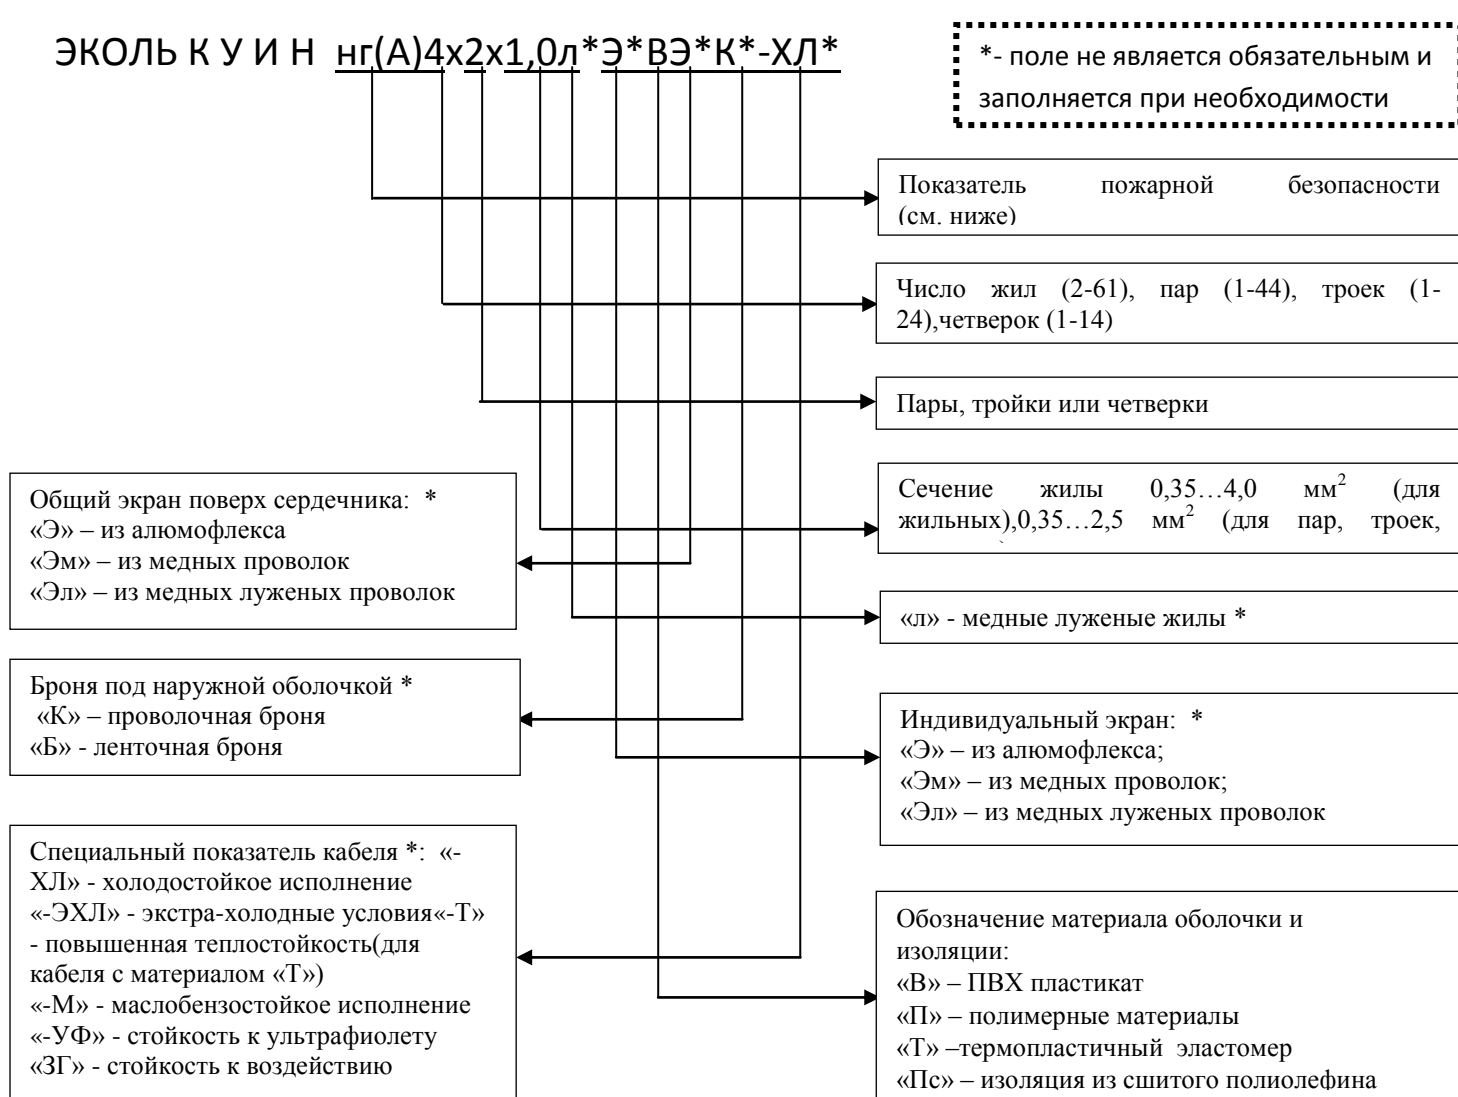 ЭКОЛЬ К У И Н нг(А)4х2х1,0л*Э*ВЭ*К*-ХЛ*
*- поле не является обязательным и
заполняется при необходимости
Показатель пожарной безопасности
(см. ниже)
Число жил (2-61), пар (1-44), троек (1-
24),четверок (1-14)
Пары, тройки или четверки
Сечение жилы 0,35…4,0 мм2 (для
жильных),0,35…2,5 мм2 (для пар, троек,
«л» - медные луженые жилы *
Индивидуальный экран: *
«Э» – из алюмофлекса;
«Эм» – из медных проволок;
«Эл» – из медных луженых проволок
Обозначение материала оболочки и
изоляции:
«В» – ПВХ пластикат
«П» – полимерные материалы
«Т» –термопластичный эластомер
«Пс» – изоляция из сшитого полиолефина
Общий экран поверх сердечника: *
«Э» – из алюмофлекса
«Эм» – из медных проволок
«Эл» – из медных луженых проволок
Броня под наружной оболочкой *
«К» – проволочная броня
«Б» - ленточная броня
Специальный показатель кабеля *: «-
ХЛ» - холодостойкое исполнение
«-ЭХЛ» - экстра-холодные условия«-Т»
- повышенная теплостойкость(для
кабеля с материалом «Т»)
«-М» - маслобензостойкое исполнение
«-УФ» - стойкость к ультрафиолету
«ЗГ» - стойкость к воздействию